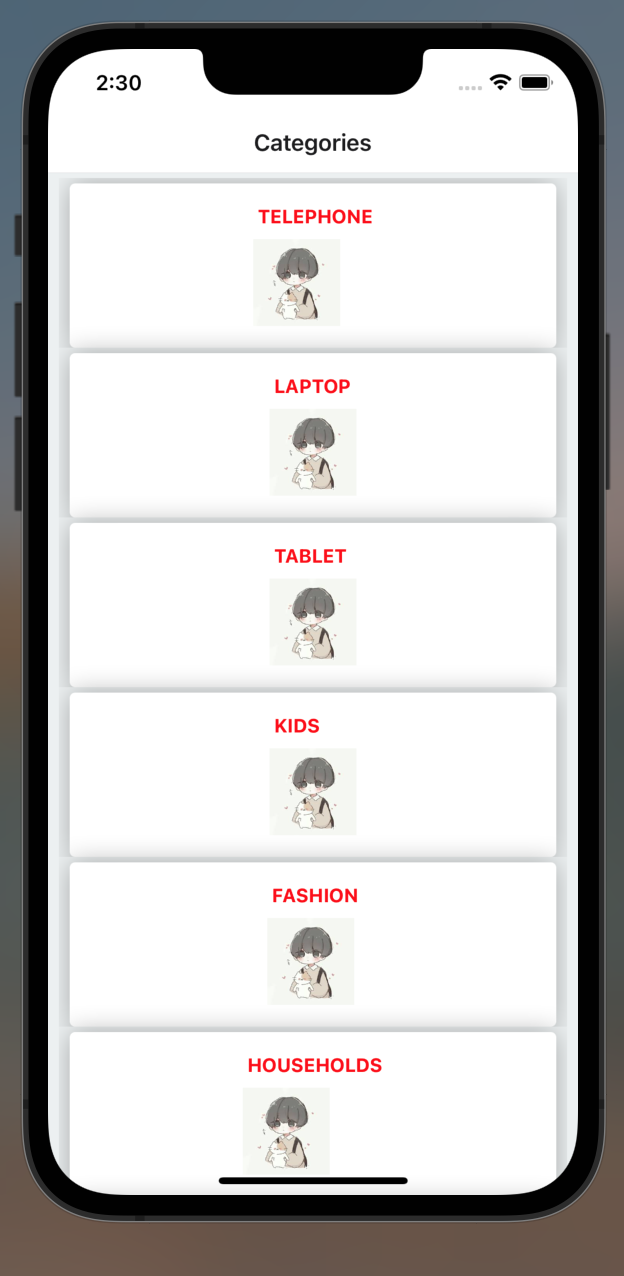 2:30
Categories
TELEPHONE
LAPTOP
TABLET
KIDS
FASHION
HOUSEHOLDS